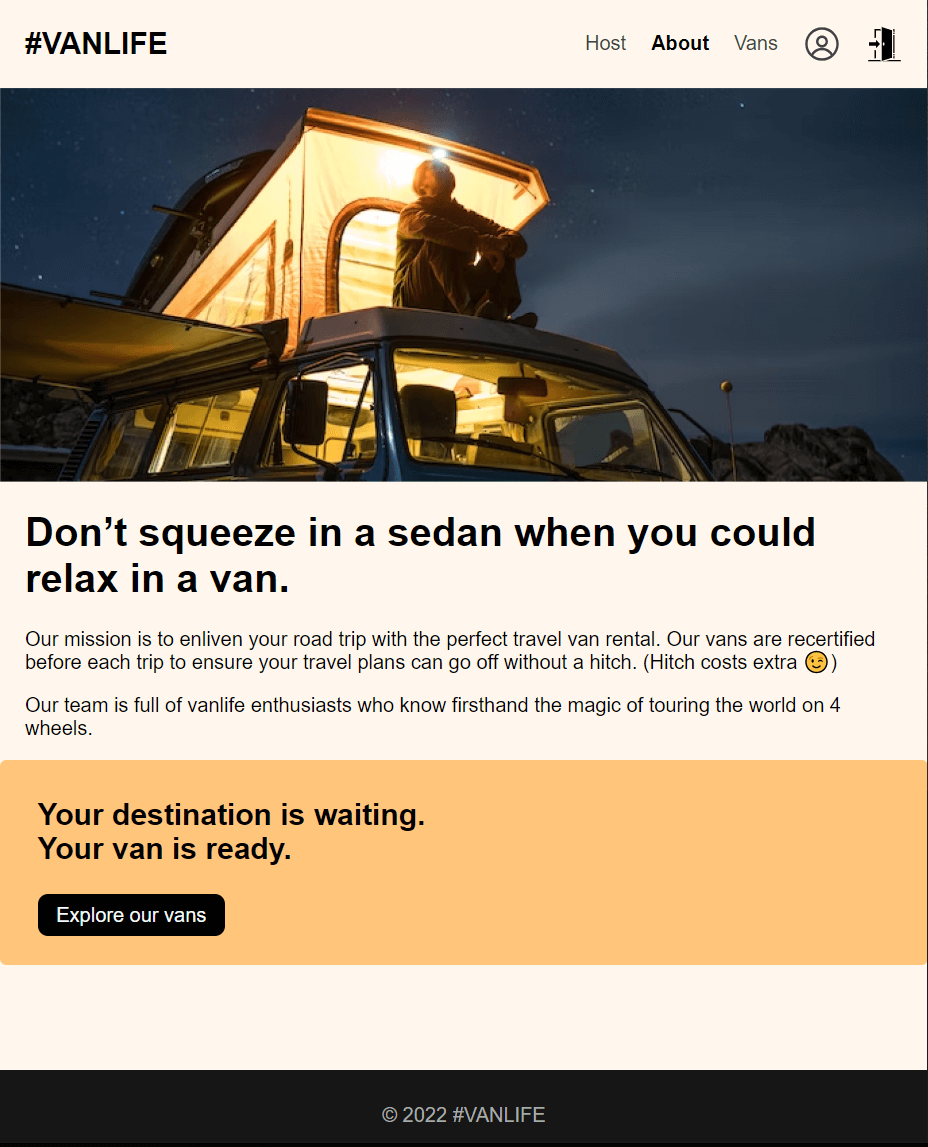 #VANLIFE
Host About Vans
Don’t squeeze in a sedan when you could
relax in a van.
Our mission is to enliven your road trip with the perfect travel van rental. Our vans are recertified
before each trip to ensure your travel plans can go off without a hitch. (Hitch costs extra 😉)
Our team is full of vanlife enthusiasts who know firsthand the magic of touring the world on 4
wheels.
Your destination is waiting.
Your van is ready.
Explore our vans
© 2022 #VANLIFE